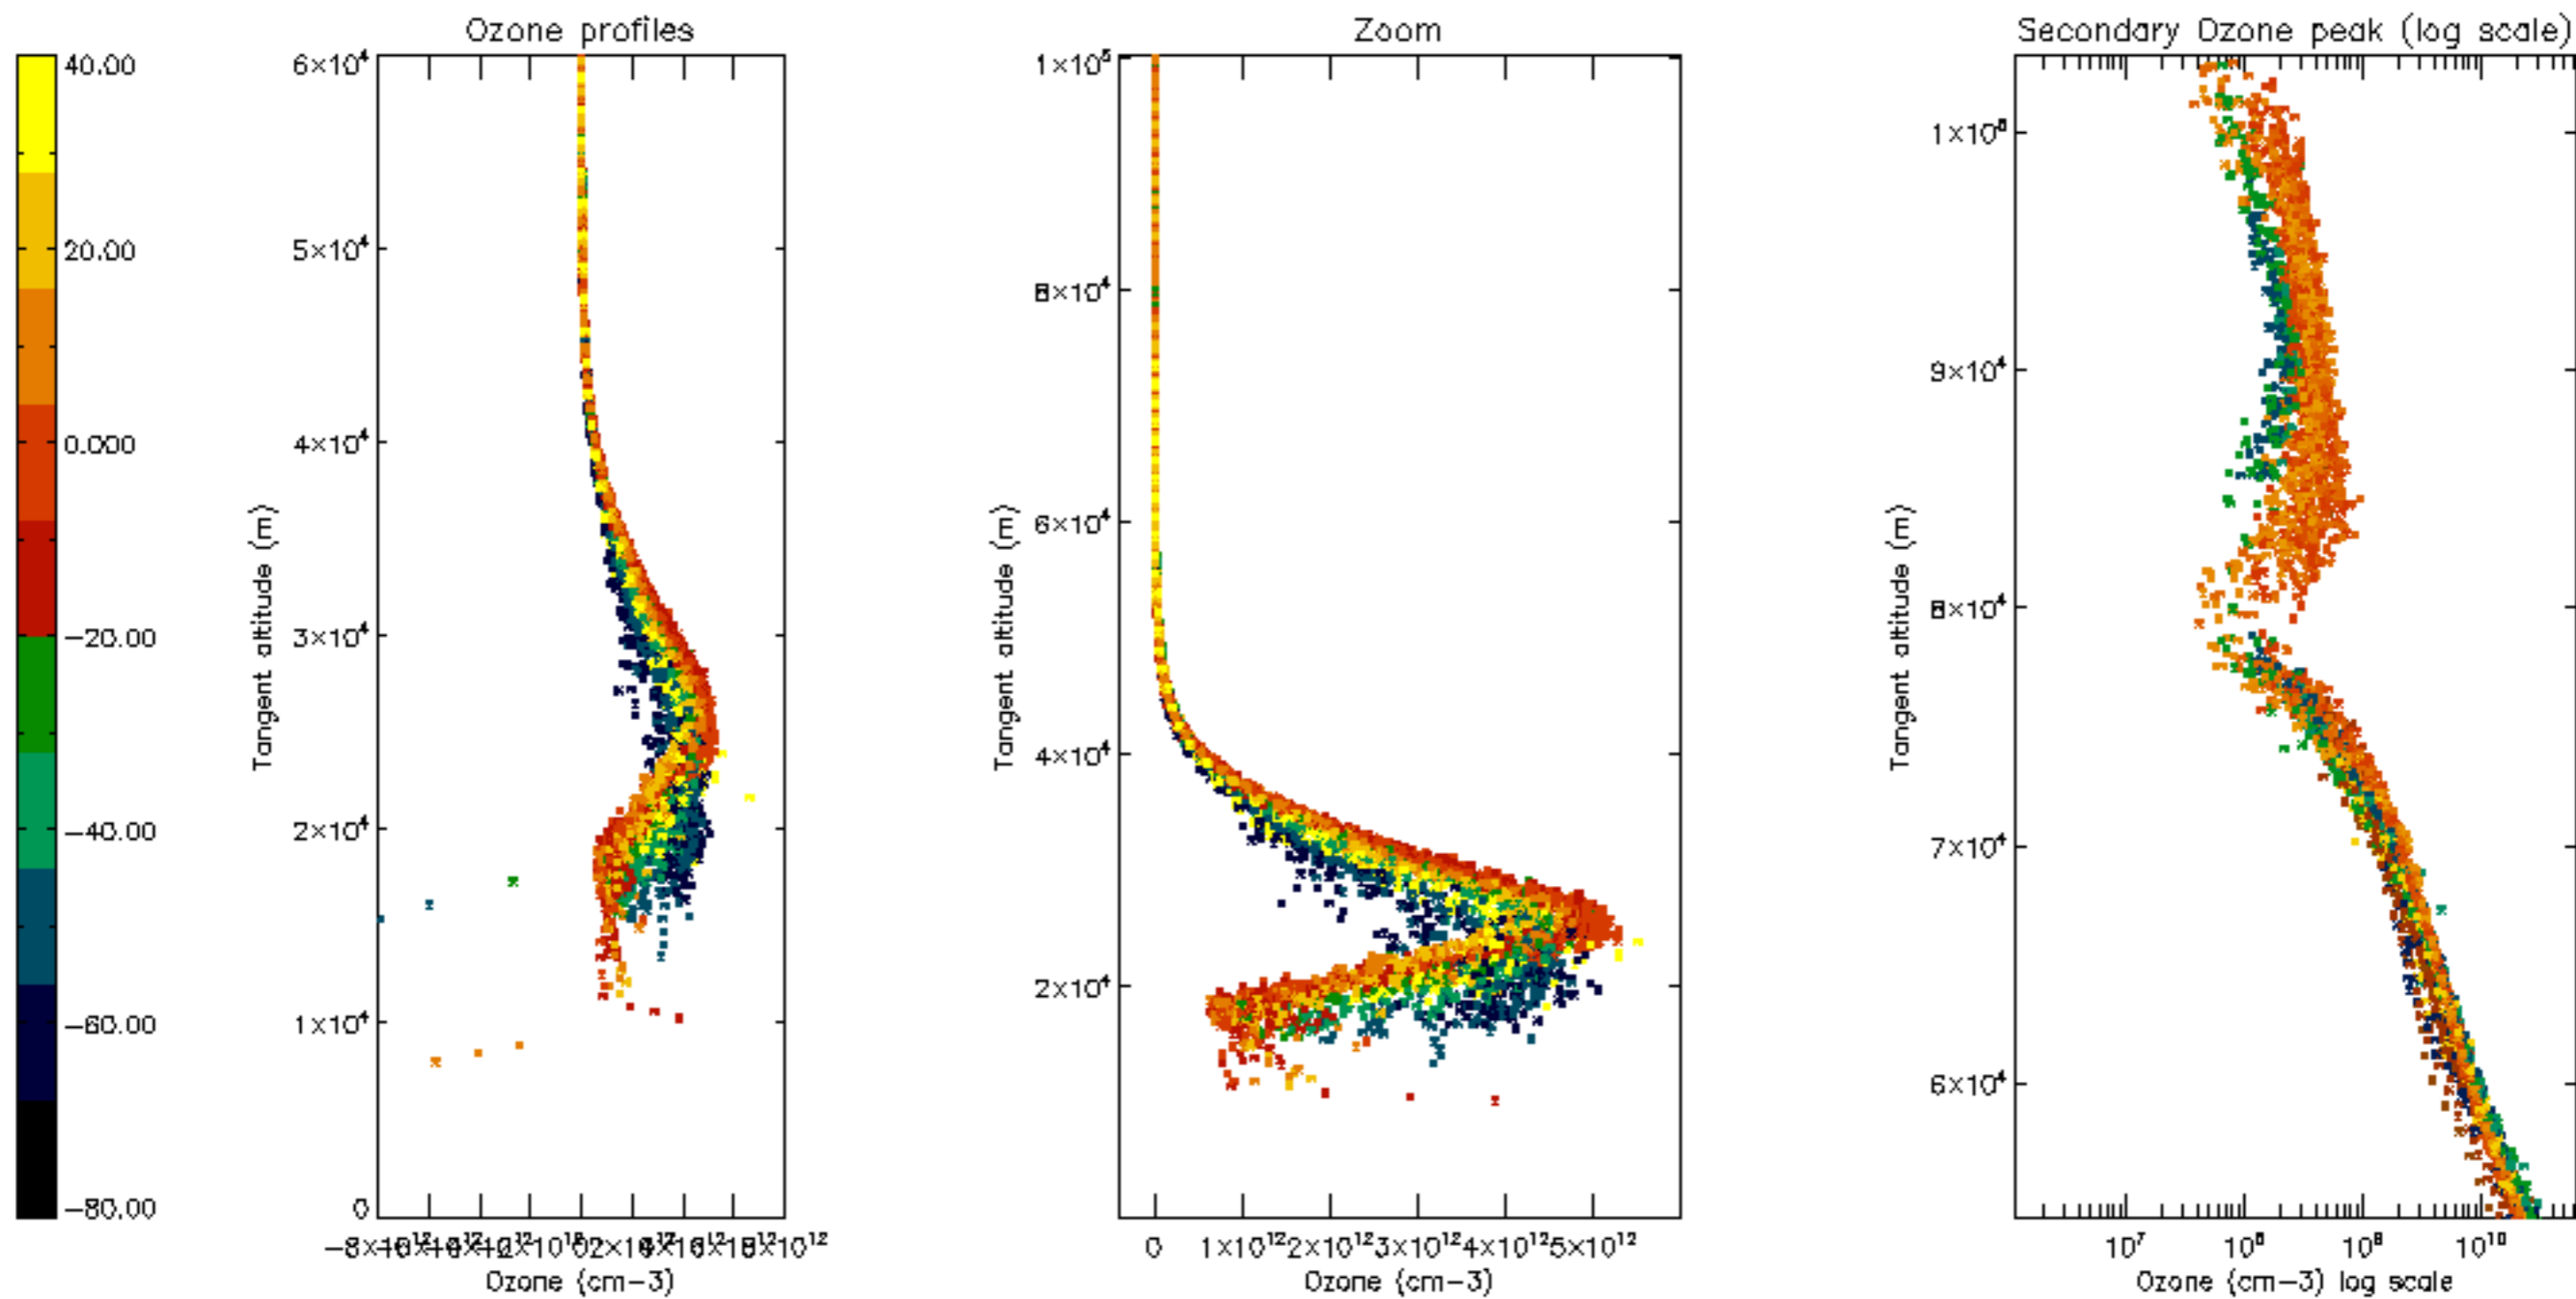 Ozone profiles
Zoom
Secondary Ozone peak (log scale)
40.00
20.00
0.000
−20.00
−40.00
−60.00
−80.00
6×10⁴
5×10⁴
4×10⁴
3×10⁴
2×10⁴
1×10⁴
0
Tangent altitude (m)
Ozone (cm−3)
1×10⁵
8×10⁴
6×10⁴
4×10⁴
2×10⁴
Tangent altitude (m)
0 1×10¹² 2×10¹² 3×10¹² 4×10¹² 5×10¹²
Ozone (cm−3)
9×10⁴
8×10⁴
7×10⁴
6×10⁴
Tangent altitude (m)
10⁷ 10⁸ 10⁹ 10¹⁰
Ozone (cm−3) log scale